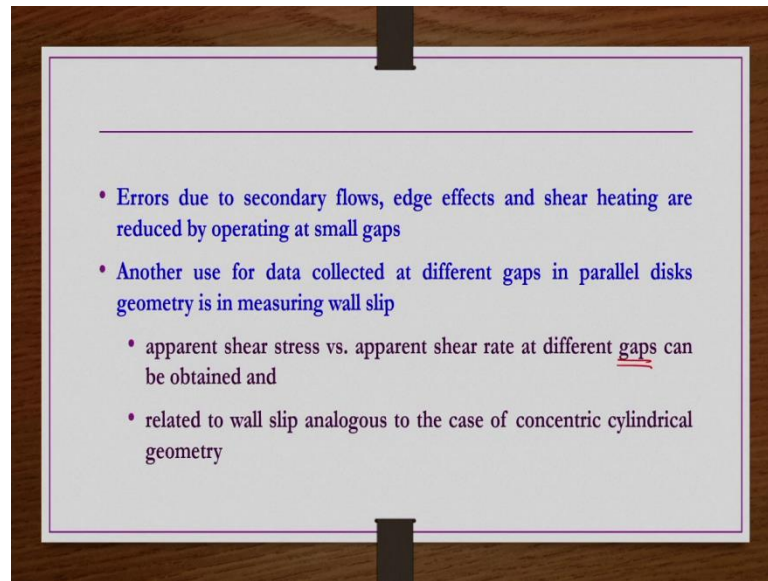 • Errors due to secondary flows, edge effects and shear heating are
reduced by operating at small gaps
• Another use for data collected at different gaps in parallel disks
geometry is in measuring wall slip
• apparent shear stress vs. apparent shear rate at different gaps can
be obtained and
• related to wall slip analogous to the case of concentric cylindrical
geometry